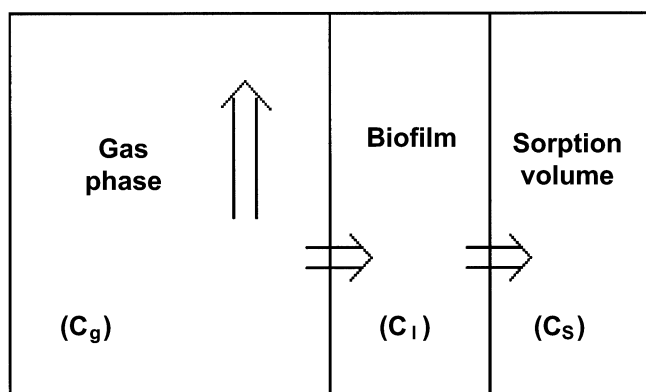 Gas
phase
Biofilm
Sorption
volume
(Cg)
(Cl)
(CS)